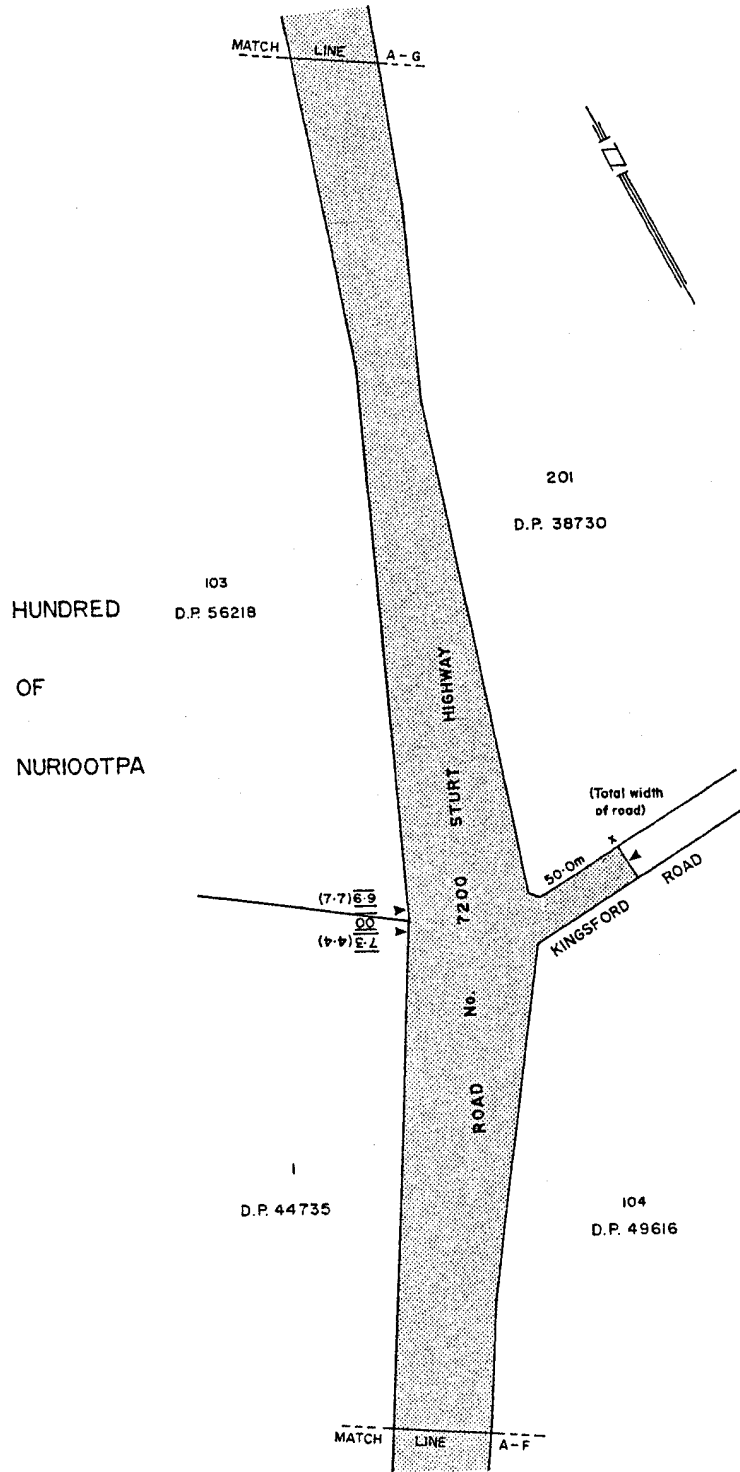 MATCH LINE A-G
201
D.P. 38730
103
D.P. 56218
HUNDRED
OF
NURIOOTPA
ROAD No. 7200 STURT HIGHWAY
(Total width
of road)
x
50·0m
KINGSFORD ROAD
6·9(7·7)
00
7·3(4·4)
1
D.P. 44735
104
D.P. 49616
MATCH LINE A-F